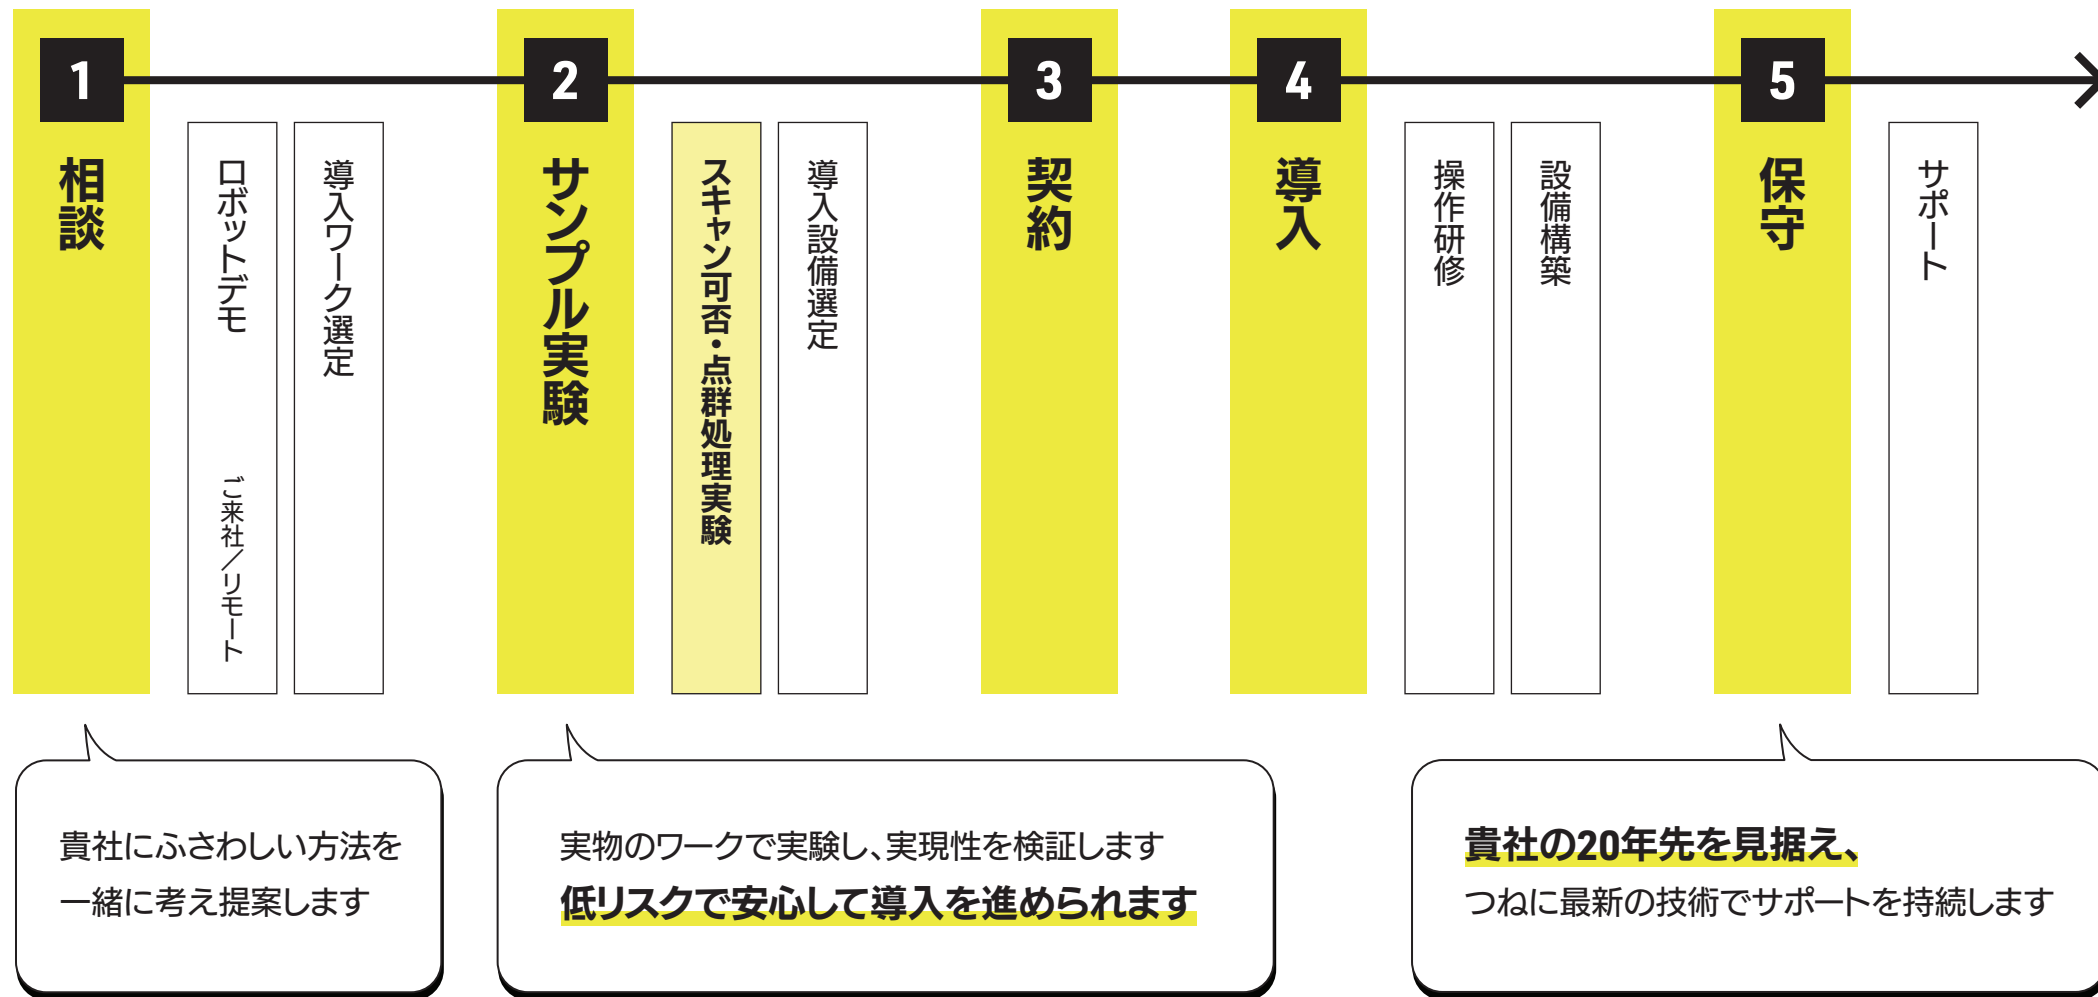 1
相談
ロボットデモ
ご来社／リモート
導入ワーク選定
2
サンプル実験
スキャン可否・点群処理実験
導入設備選定
3
契約
4
導入
操作研修
設備構築
5
保守
サポート
貴社にふさわしい方法を
一緒に考え提案します
実物のワークで実験し、実現性を検証します
低リスクで安心して導入を進められます
貴社の20年先を見据え、
つねに最新の技術でサポートを持続します